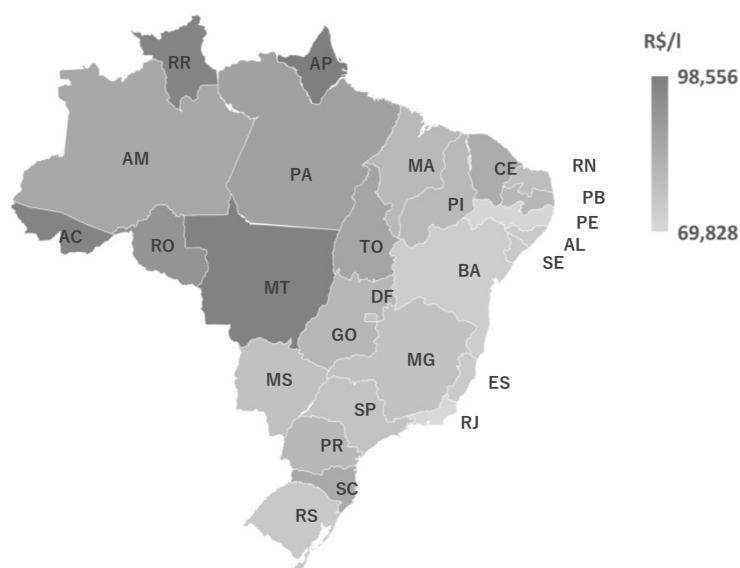 R$/l
98,556
69,828
RR
AP
AM
PA
MA
CE
RN
PI
PB
PE
AC
RO
TO
AL
SE
BA
MT
DF
GO
MG
MS
ES
SP
RJ
PR
SC
RS